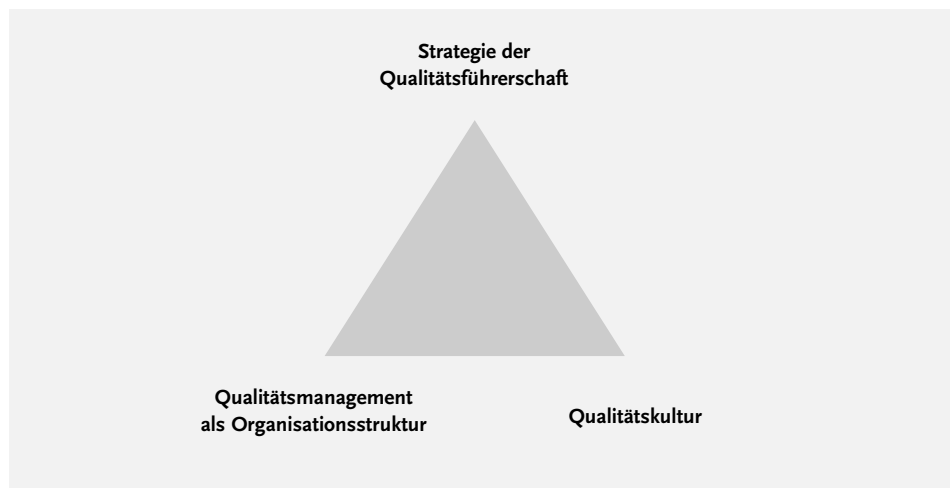 Strategie der
Qualitätsführerschaft
Qualitätsmanagement
als Organisationsstruktur
Qualitätskultur